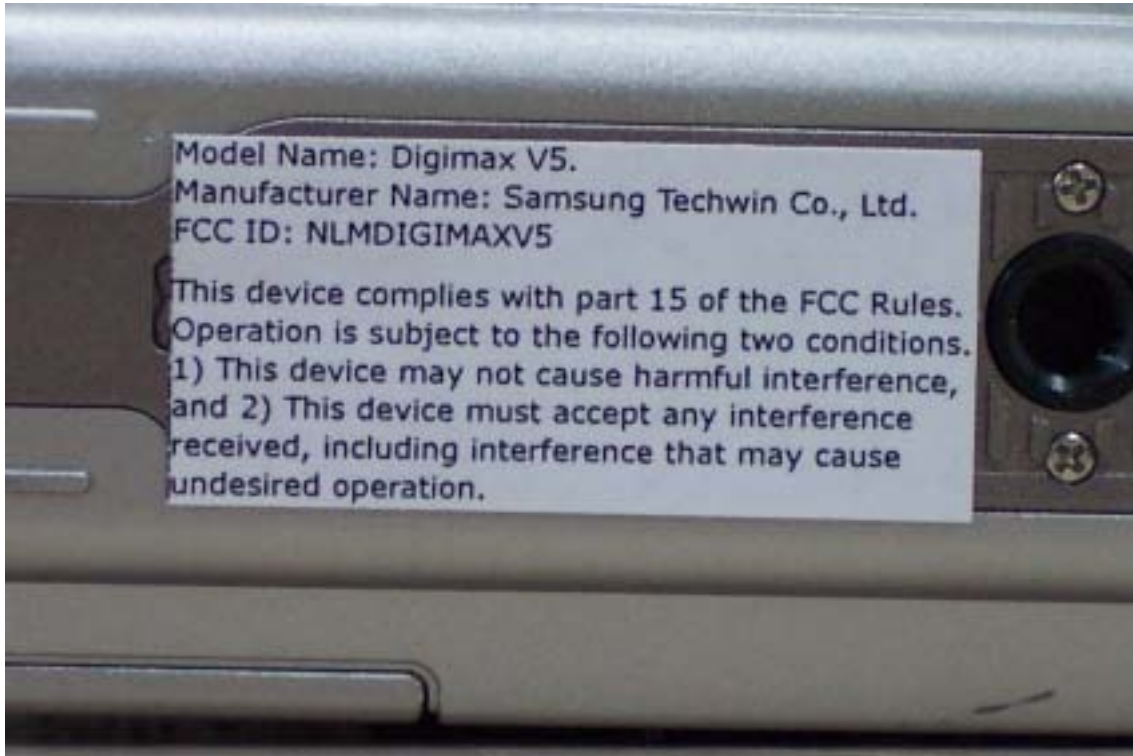 Model Name: Digimax V5.
Manufacturer Name: Samsung Techwin Co., Ltd.
FCC ID: NLMDIGIMAXV5
This device complies with part 15 of the FCC Rules.
Operation is subject to the following two conditions.
1) This device may not cause harmful interference,
and 2) This device must accept any interference
received, including interference that may cause
undesired operation.